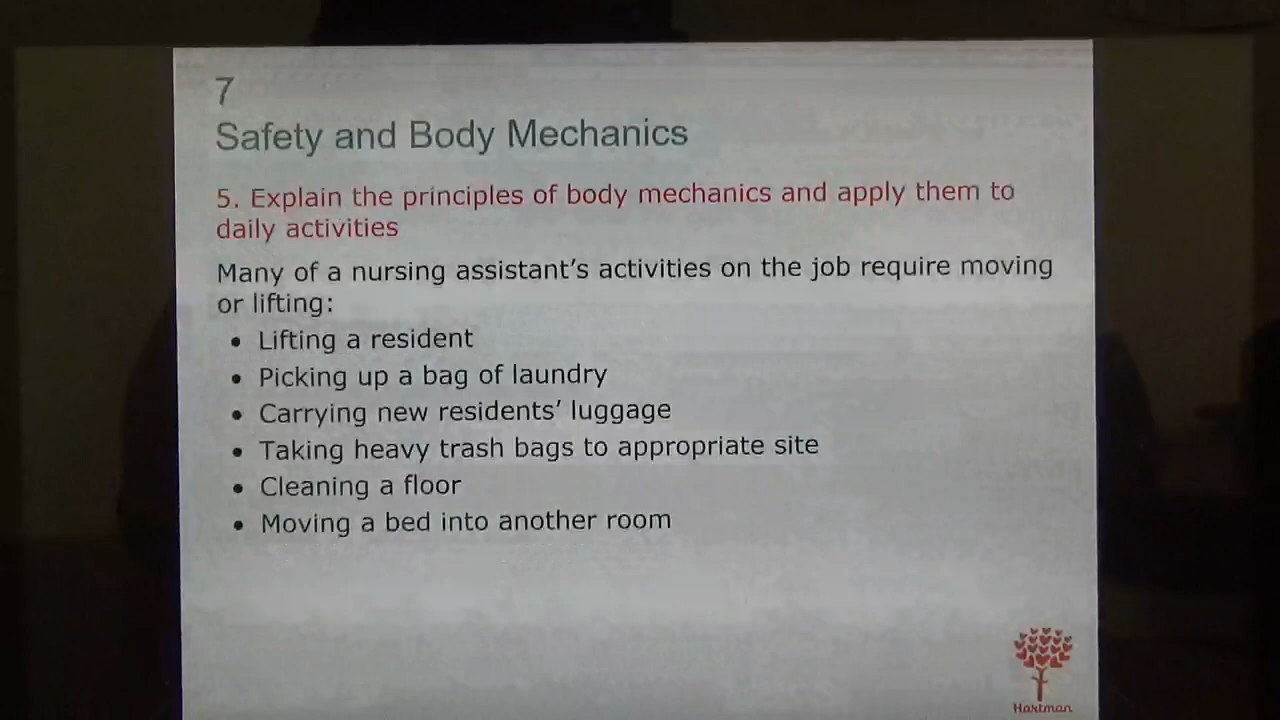 7
Safety and Body Mechanics
5. Explain the principles of body mechanics and apply them to
daily activities
Many of a nursing assistant's activities on the job require moving
or lifting:
• Lifting a resident
• Picking up a bag of laundry
• Carrying new residents' luggage
• Taking heavy trash bags to appropriate site
• Cleaning a floor
• Moving a bed into another room
Hartman